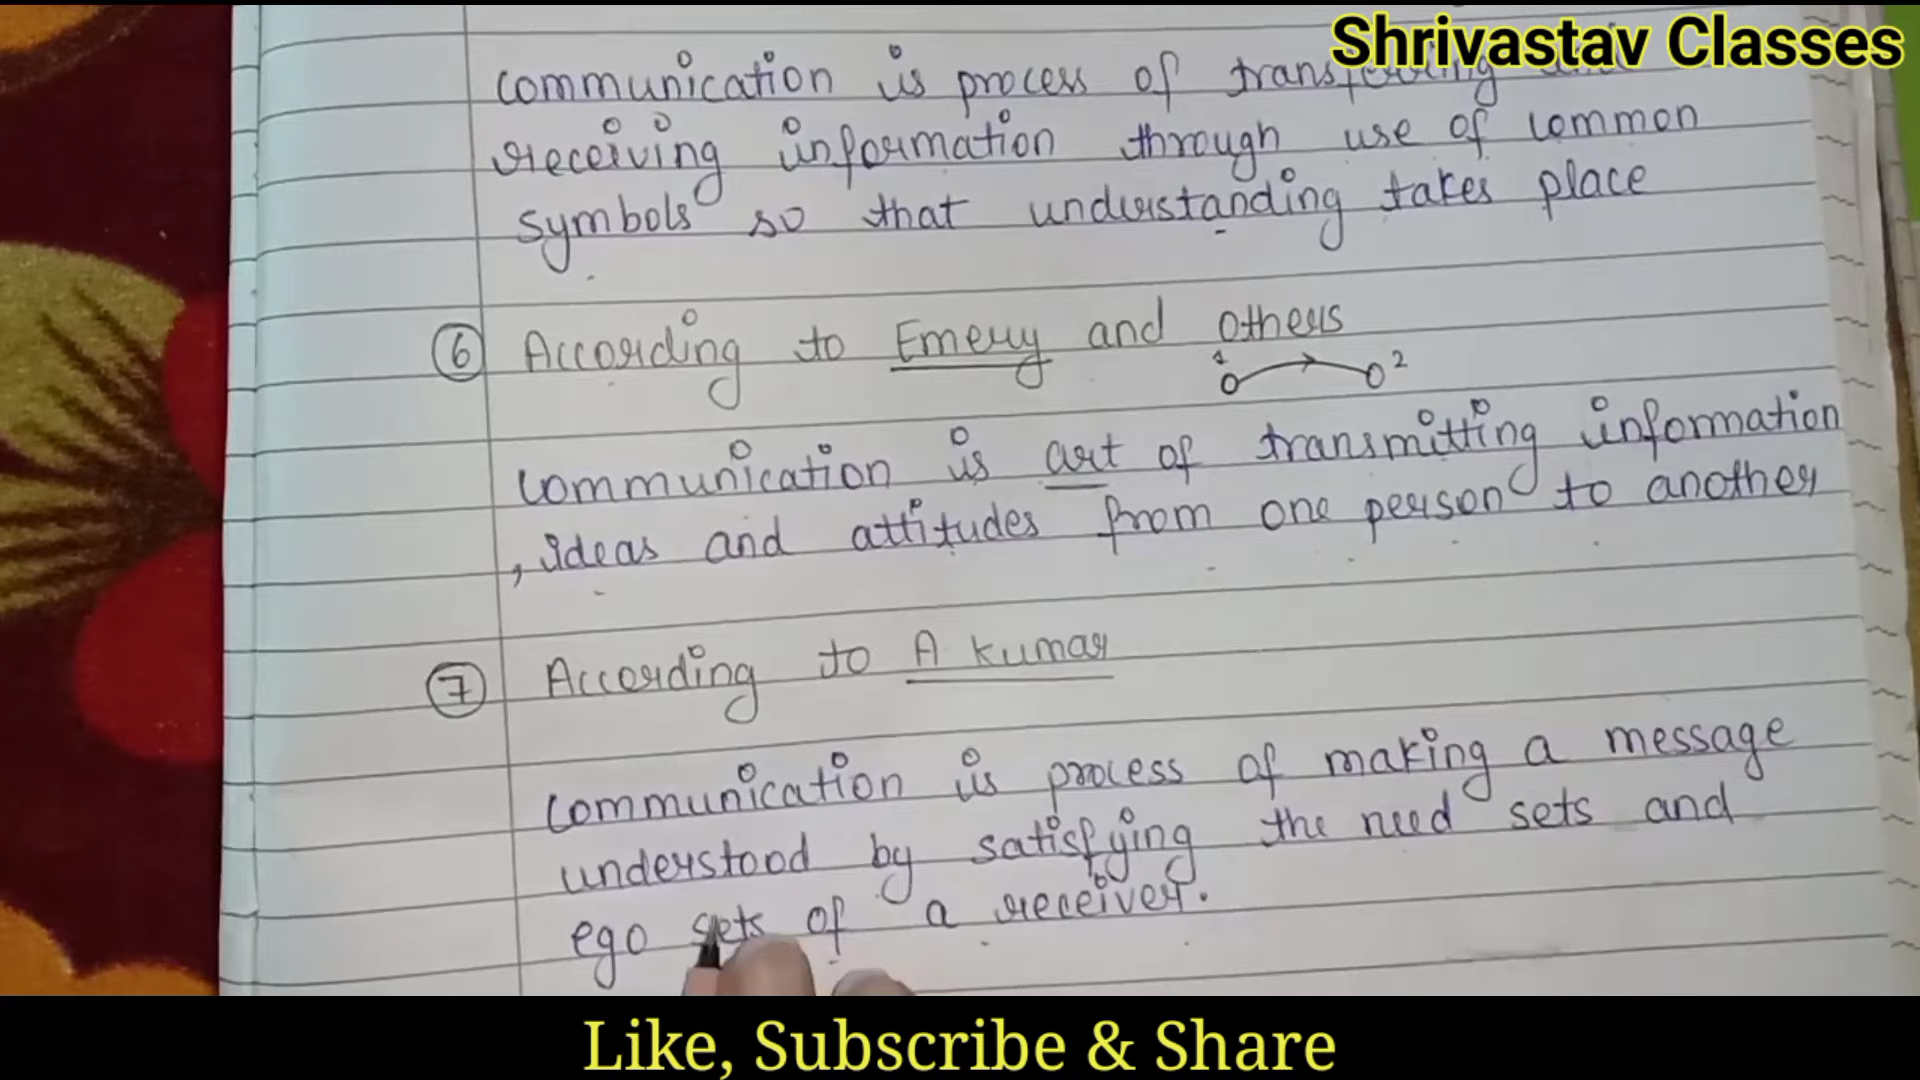 Shrivastav Classes
communication is process of transferring
receiving information through use of common
symbols so that understanding takes place
6 According to Emery and others
1 2
communication is art of transmitting information
, ideas and attitudes from one person to another
7 According to A Kumar
communication is process of making a message
understood by satisfying the need sets and
ego sets of a receiver.
Like, Subscribe & Share